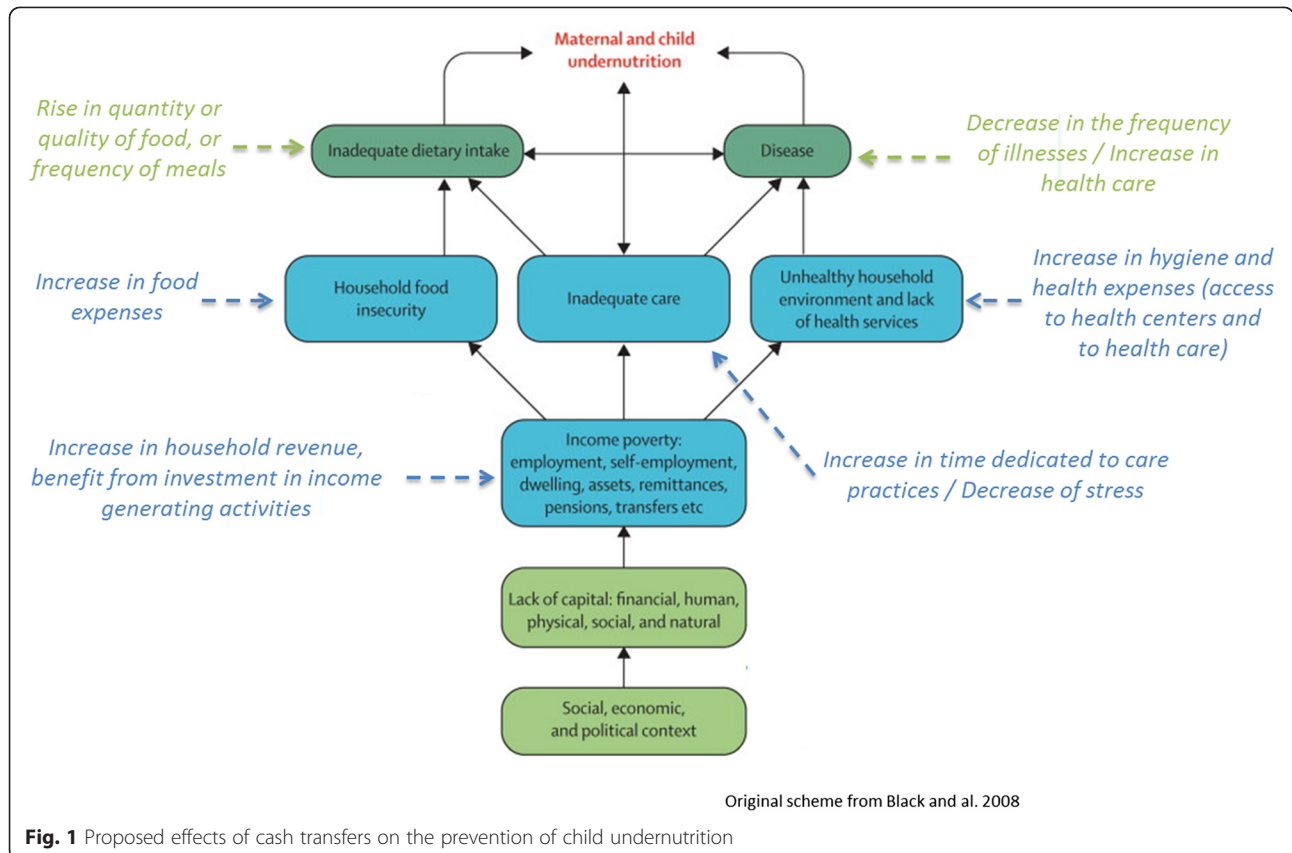 Maternal and child
undernutrition
Rise in quantity or
quality of food, or
frequency of meals
Inadequate dietary intake
Disease
Decrease in the frequency
of illnesses / Increase in
health care
Increase in food
expenses
Household food
insecurity
Inadequate care
Unhealthy household
environment and lack
of health services
Increase in hygiene and
health expenses (access
to health centers and
to health care)
Increase in household revenue,
benefit from investment in income
generating activities
Income poverty:
employment, self-employment,
dwelling, assets, remittances,
pensions, transfers etc
Increase in time dedicated to care
practices / Decrease of stress
Lack of capital: financial, human,
physical, social, and natural
Social, economic,
and political context
Original scheme from Black and al. 2008
Fig. 1 Proposed effects of cash transfers on the prevention of child undernutrition